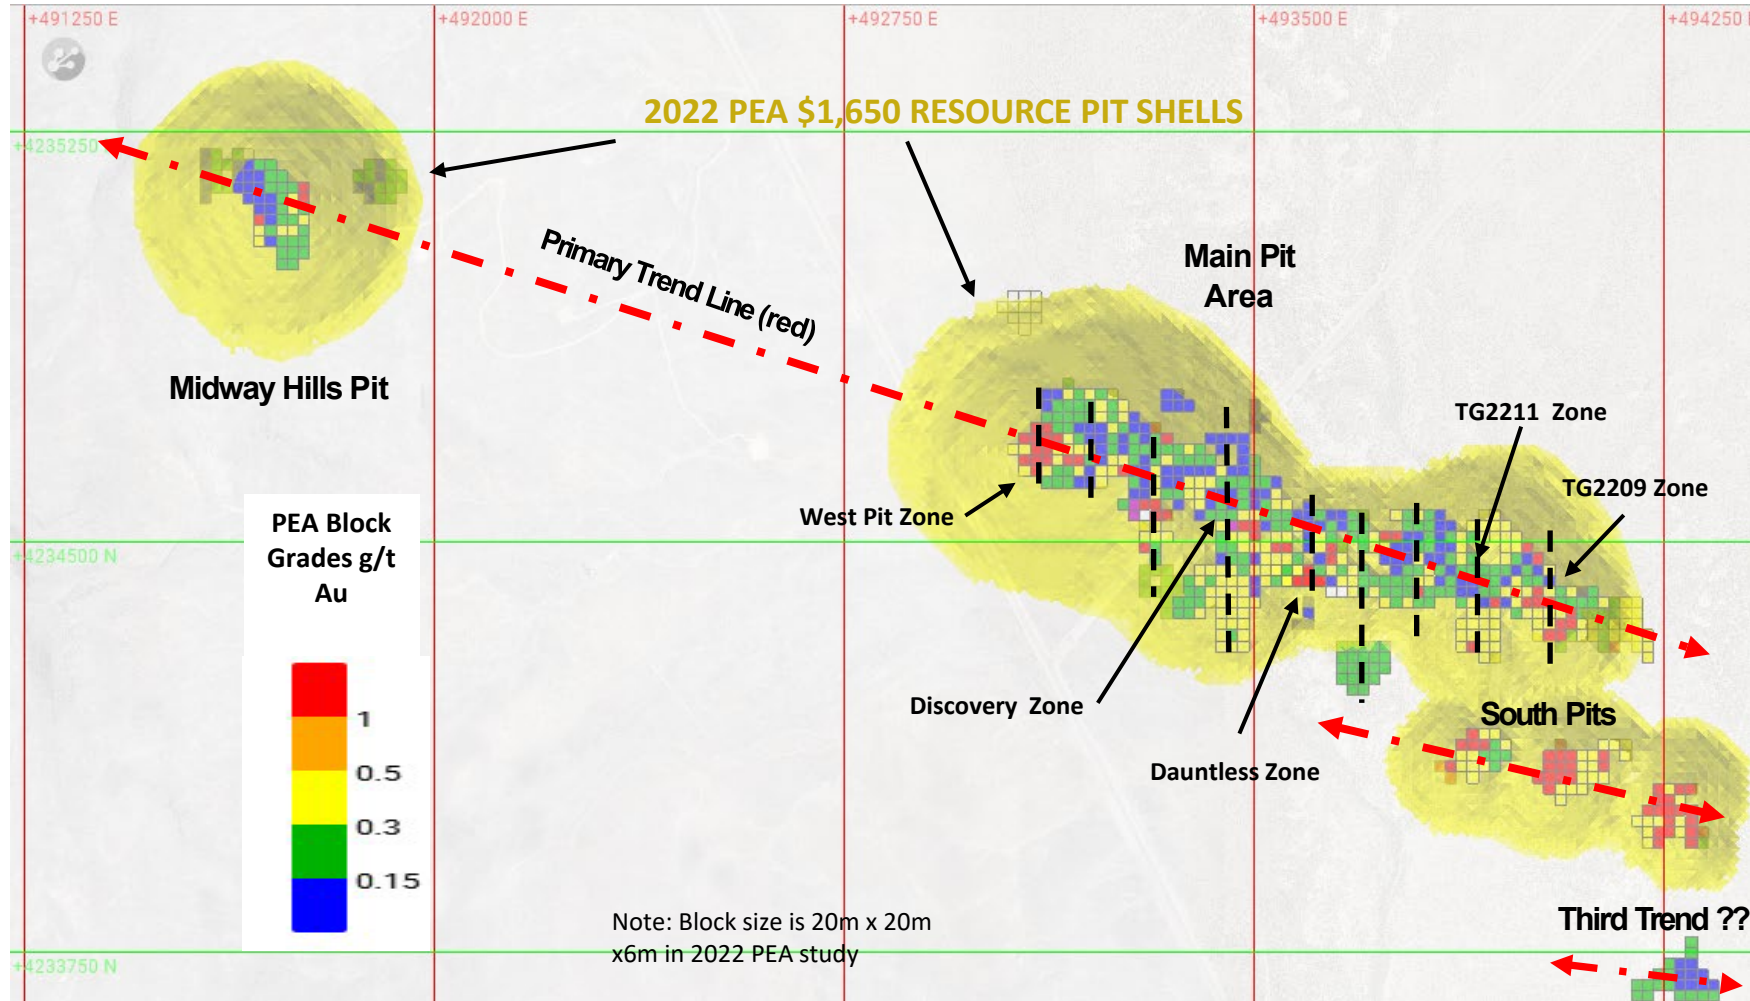 +491250 E
+492000 E
+492750 E
+493500 E
+494250
2022 PEA $1,650 RESOURCE PIT SHELLS
+4235250
Primary Trend Line (red)
Main Pit
Area
Midway Hills Pit
TG2211 Zone
TG2209 Zone
West Pit Zone
PEA Block
Grades g/t
Au
+4234500 N
Discovery Zone
South Pits
Dauntless Zone
1
0.5
0.3
0.15
Note: Block size is 20m x 20m
x6m in 2022 PEA study
Third Trend ??
+4233750 N